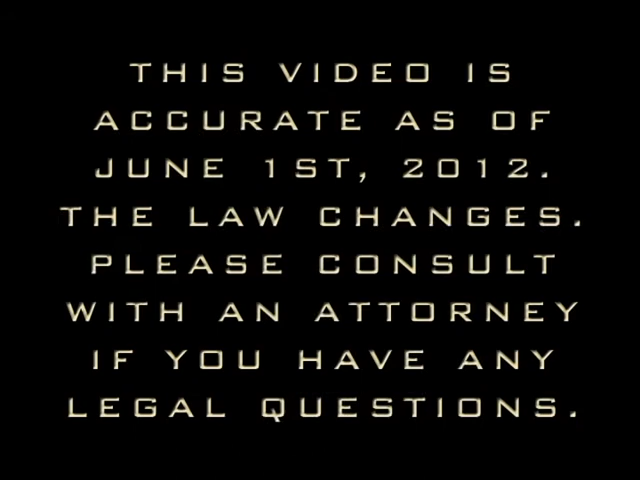 THIS VIDEO IS
ACCURATE AS OF
JUNE 1ST, 2012.
THE LAW CHANGES.
PLEASE CONSULT
WITH AN ATTORNEY
IF YOU HAVE ANY
LEGAL QUESTIONS.